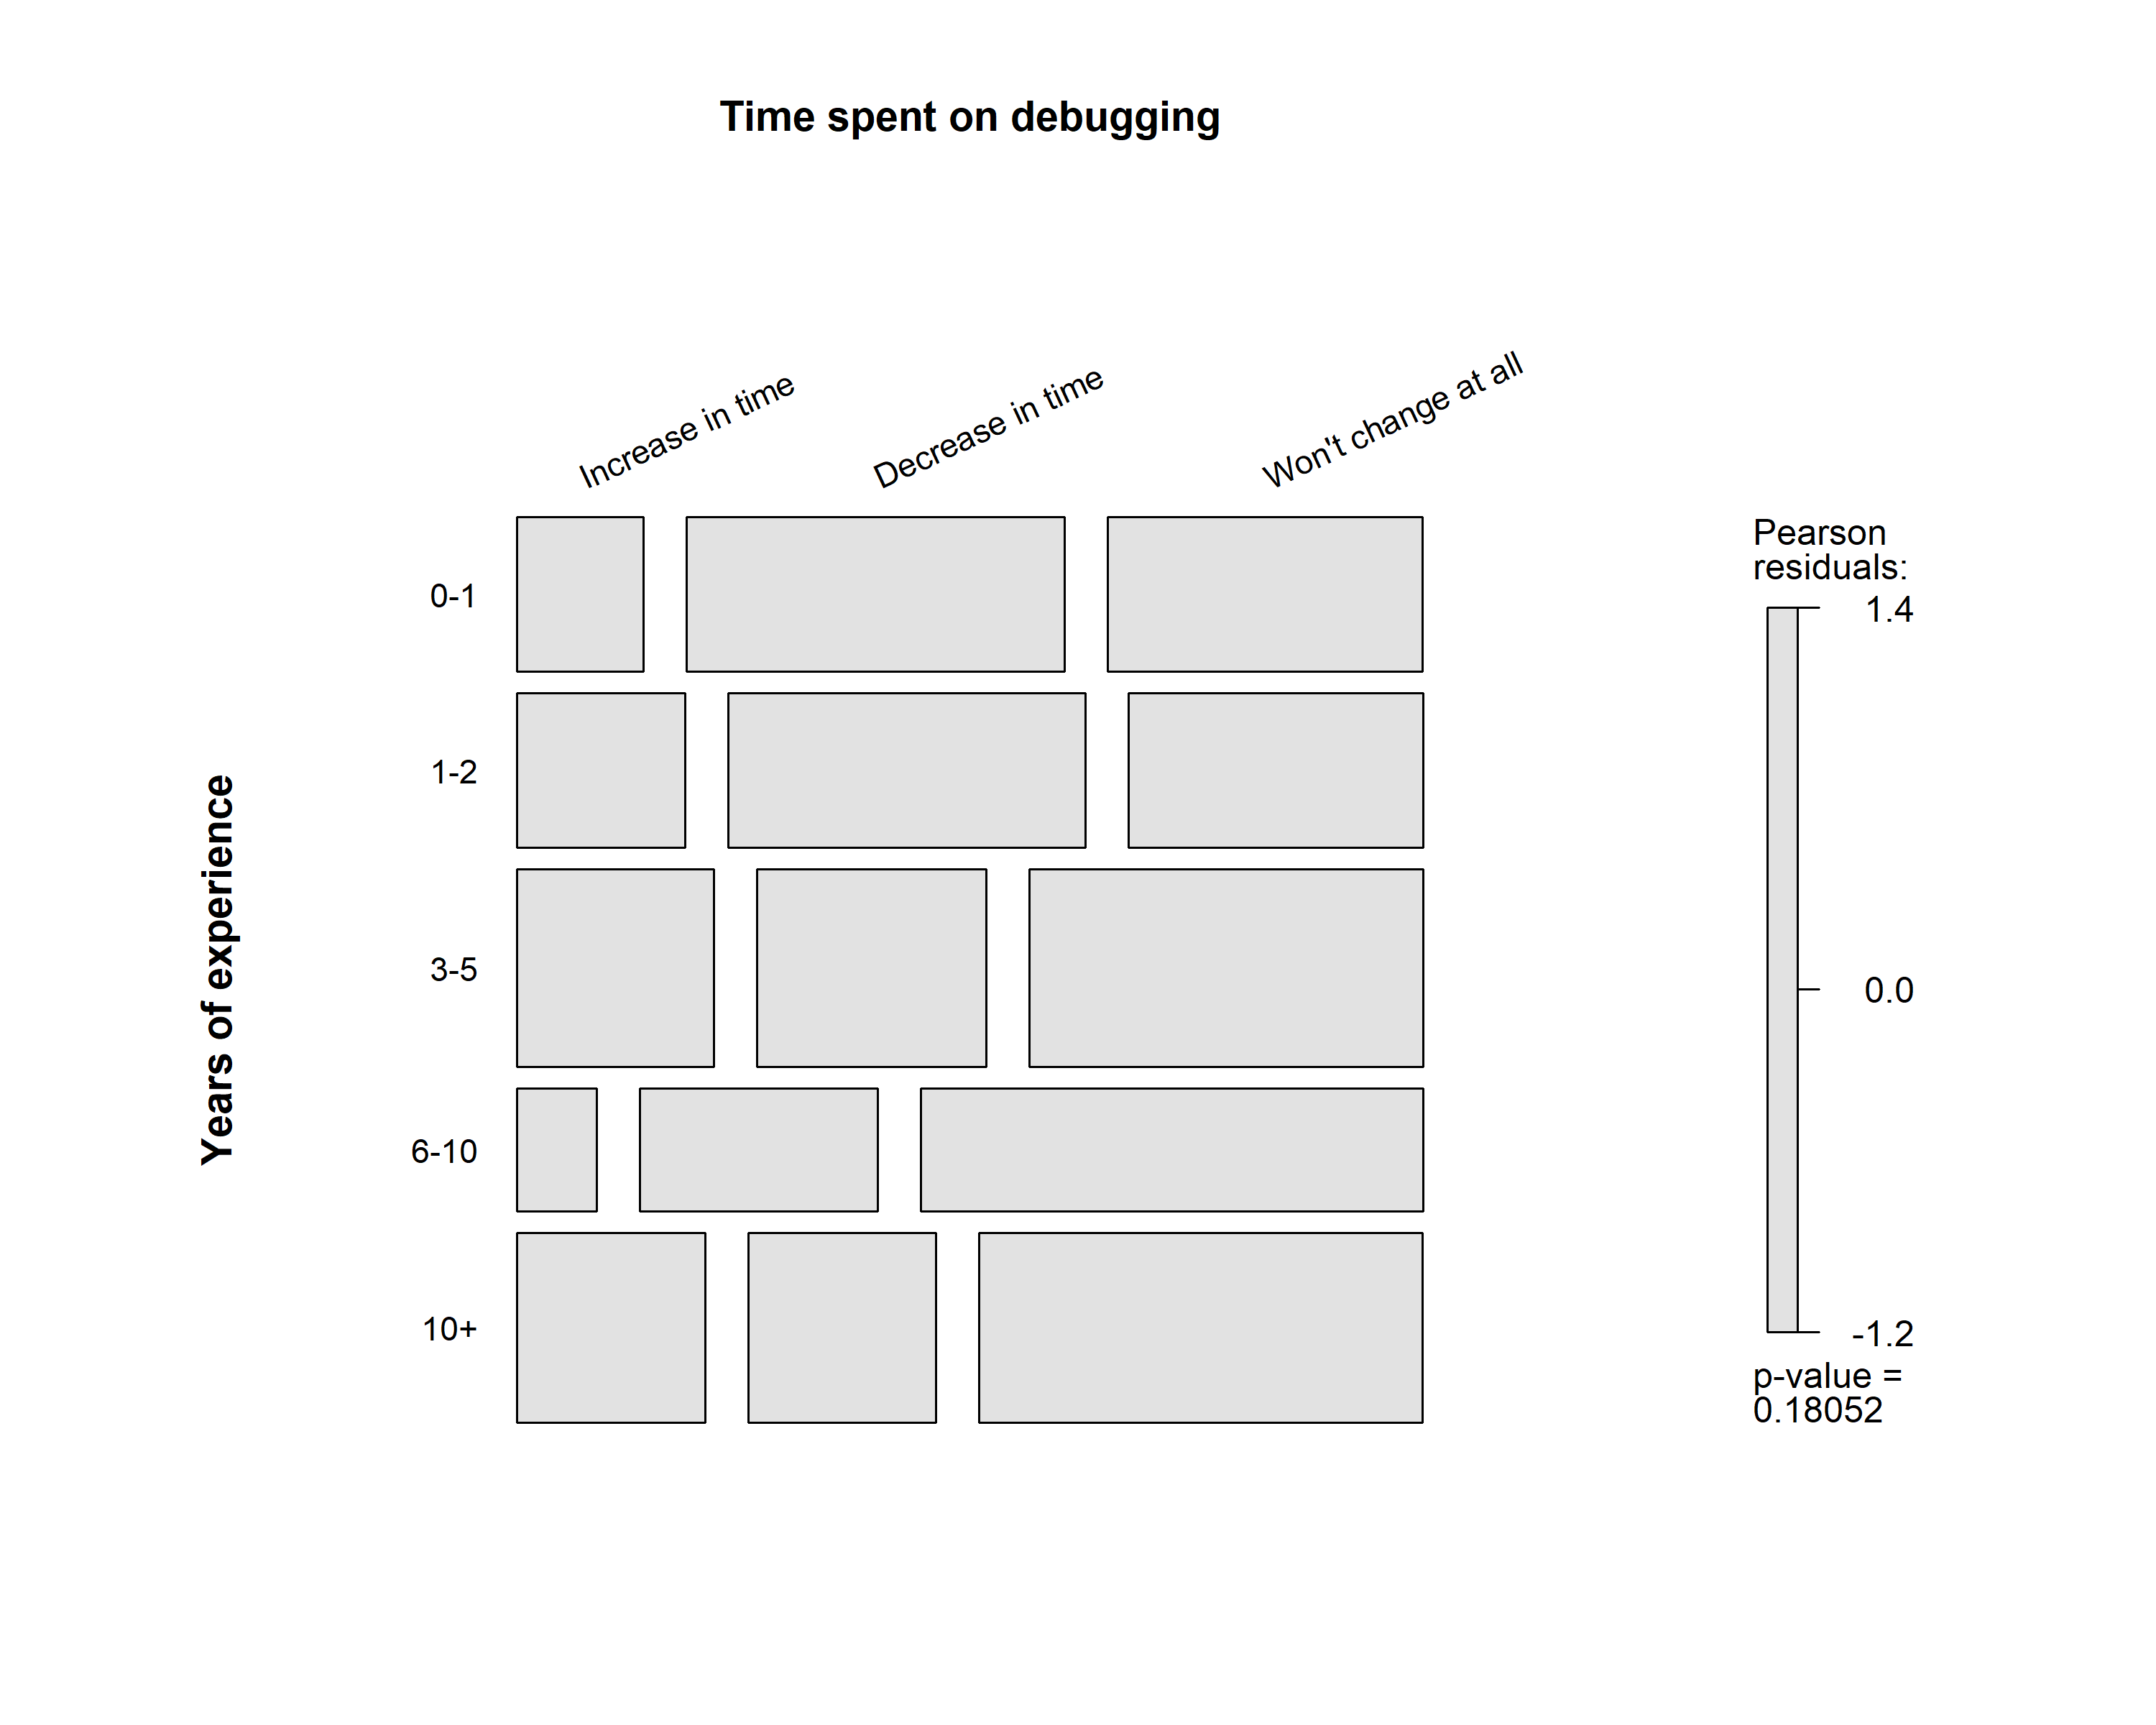 Time spent on debugging
Increase in time
Decrease in time
Won't change at all
Years of experience
0-1
1-2
3-5
6-10
10+
Pearson
residuals:
1.4
0.0
-1.2
p-value =
0.18052